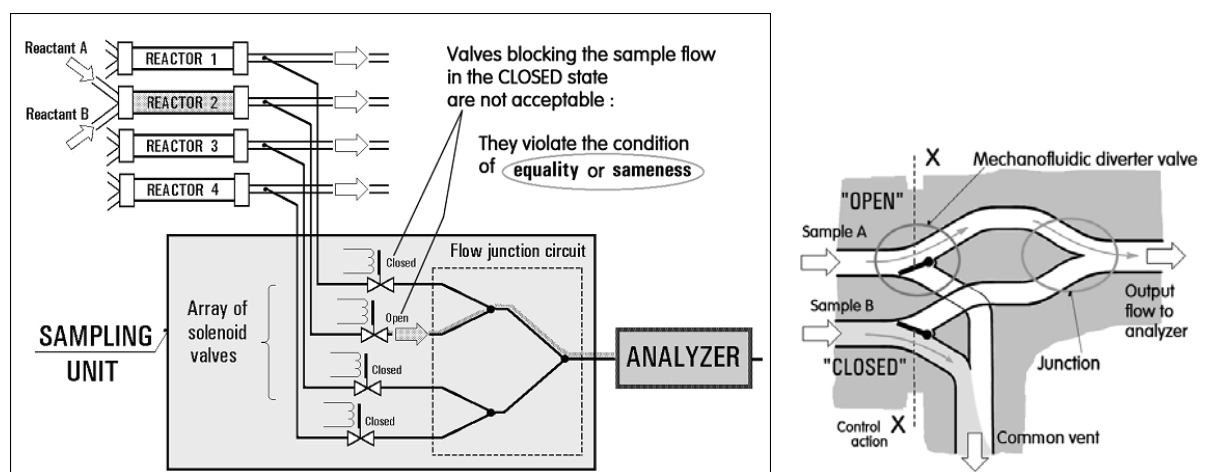 Reactant A
Reactant B
REACTOR 1
REACTOR 2
REACTOR 3
REACTOR 4
Valves blocking the sample flow
in the CLOSED state
are not acceptable :
They violate the condition
of equality or sameness
SAMPLING
UNIT
Array of
solenoid
valves
Closed
Open
Closed
Closed
Flow junction circuit
ANALYZER
X
Mechanofluidic diverter valve
"OPEN"
Sample A
Sample B
"CLOSED"
Output
flow to
analyzer
Junction
Control
action
X
Common vent